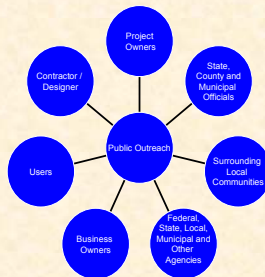 Project
Owners
State,
County and
Municipal
Officials
Surrounding
Local
Communities
Federal,
State, Local,
Municipal and
Other
Agencies
Business
Owners
Users
Contractor /
Designer
Public Outreach